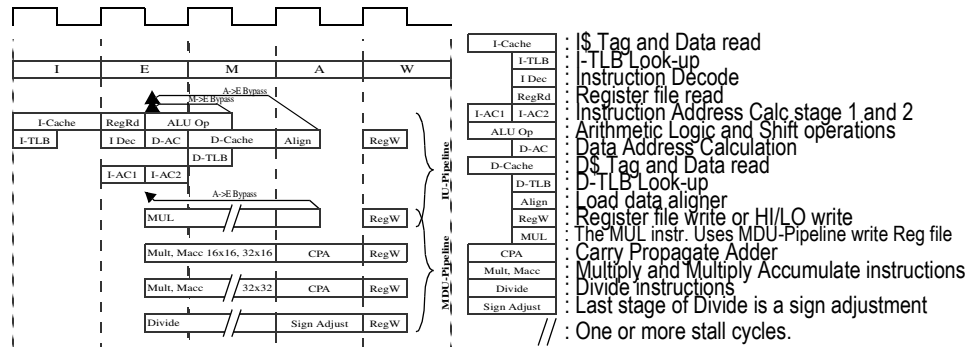 I E M A W
A->E Bypass
M->E Bypass
I-Cache RegRd ALU Op
I-TLB I Dec D-AC D-Cache Align RegW
D-TLB
I-AC1 I-AC2
A->E Bypass
MUL RegW
Mult, Macc 16x16, 32x16 CPA RegW
Mult, Macc 32x32 CPA RegW
Divide Sign Adjust RegW
IU-Pipeline
MDU-Pipeline
I-Cache : I$ Tag and Data read
I-TLB : I-TLB Look-up
I Dec : Instruction Decode
RegRd : Register file read
I-AC1 I-AC2 : Instruction Address Calc stage 1 and 2
ALU Op : Arithmetic Logic and Shift operations
D-AC : Data Address Calculation
D-Cache : D$ Tag and Data read
D-TLB : D-TLB Look-up
Align : Load data aligner
RegW : Register file write or HI/LO write
MUL : The MUL instr. Uses MDU-Pipeline write Reg file
CPA : Carry Propagate Adder
Mult, Macc : Multiply and Multiply Accumulate instructions
Divide : Divide instructions
Sign Adjust : Last stage of Divide is a sign adjustment
// : One or more stall cycles.